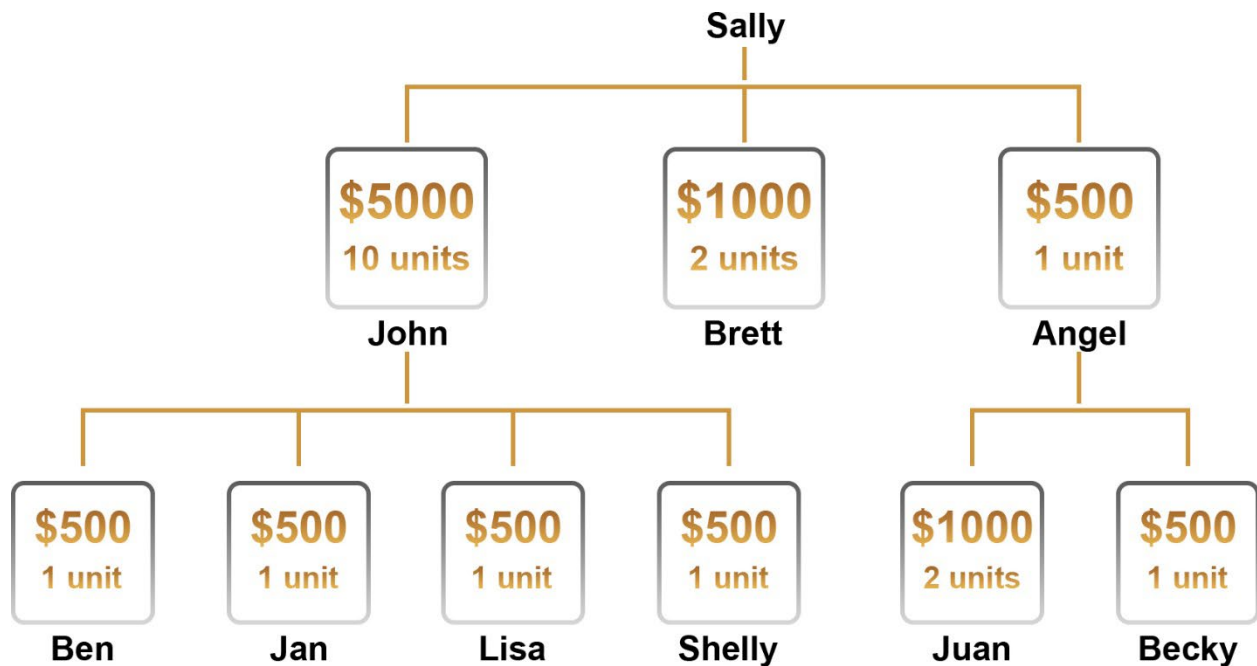 Sally
$5000
10 units
John
$1000
2 units
Brett
$500
1 unit
Angel
$500
1 unit
Ben
$500
1 unit
Jan
$500
1 unit
Lisa
$500
1 unit
Shelly
$1000
2 units
Juan
$500
1 unit
Becky